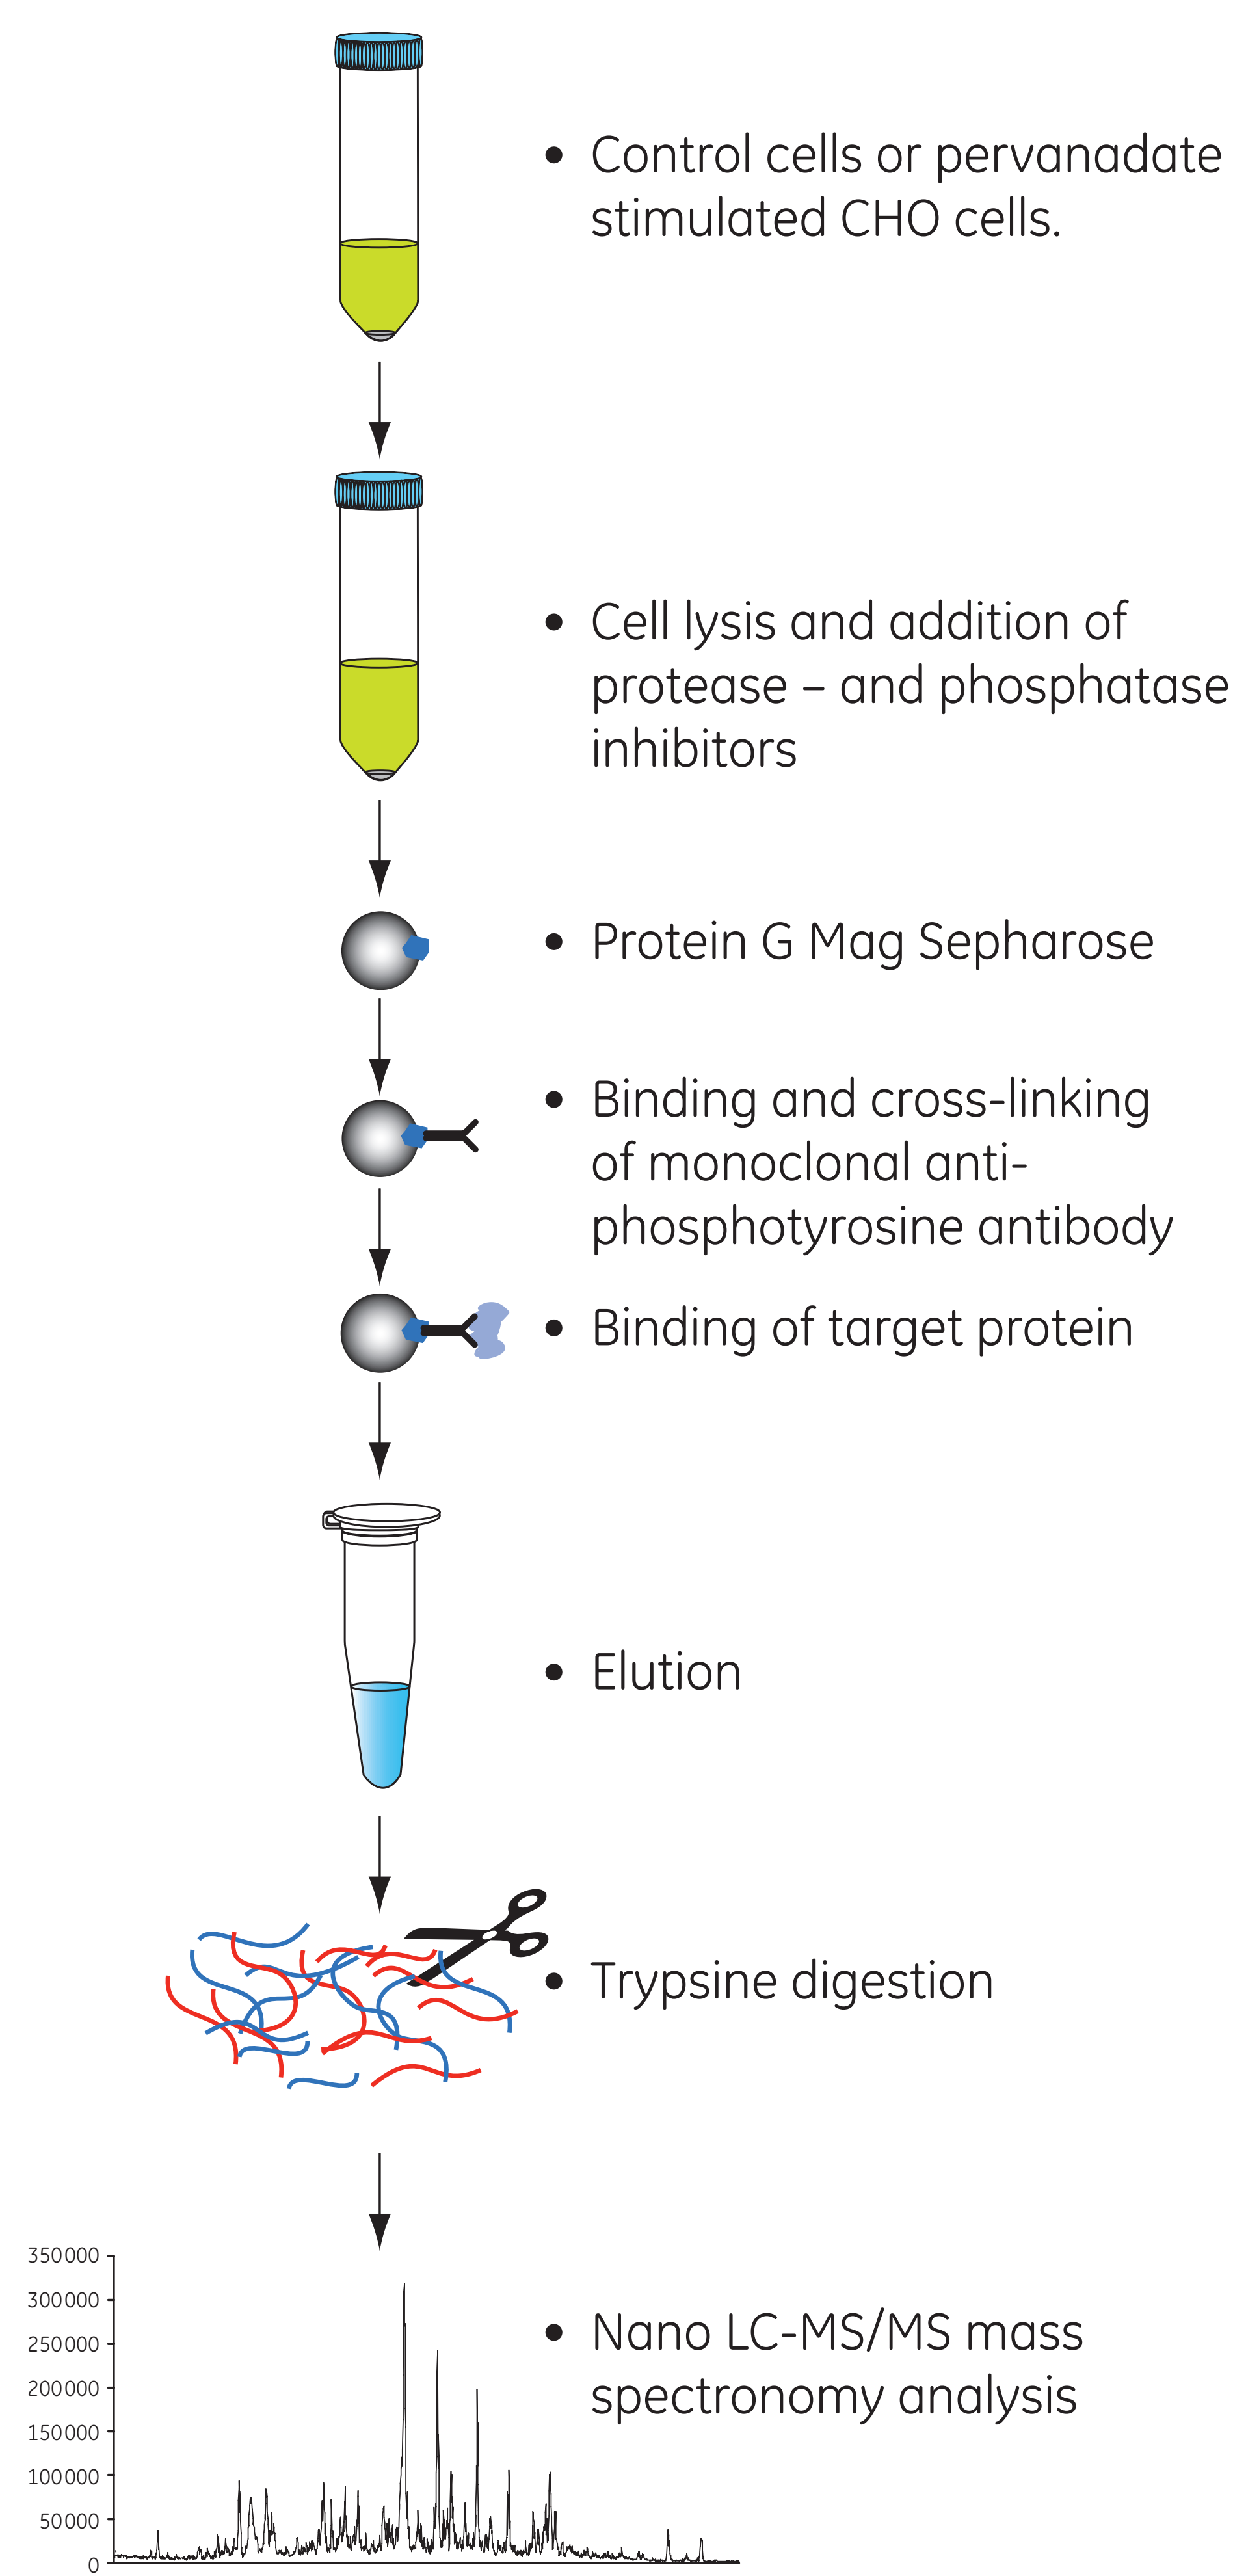 • Control cells or pervanadate
stimulated CHO cells.
• Cell lysis and addition of
protease – and phosphatase
inhibitors
• Protein G Mag Sepharose
• Binding and cross-linking
of monoclonal anti-
phosphotyrosine antibody
• Binding of target protein
• Elution
• Trypsine digestion
350000
300000
250000
200000
150000
100000
50000
0
• Nano LC-MS/MS mass
spectronomy analysis